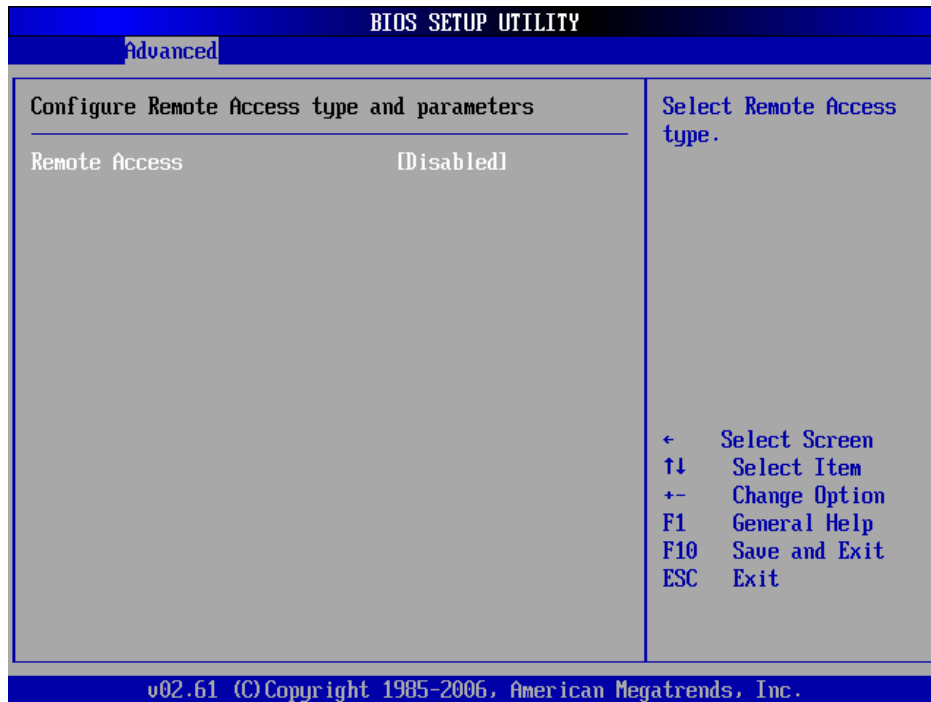 BIOS SETUP UTILITY
Advanced
Configure Remote Access type and parameters
Remote Access [Disabled]
Select Remote Access
type.
← Select Screen
↑↓ Select Item
+- Change Option
F1 General Help
F10 Save and Exit
ESC Exit
v02.61 (C)Copyright 1985-2006, American Megatrends, Inc.